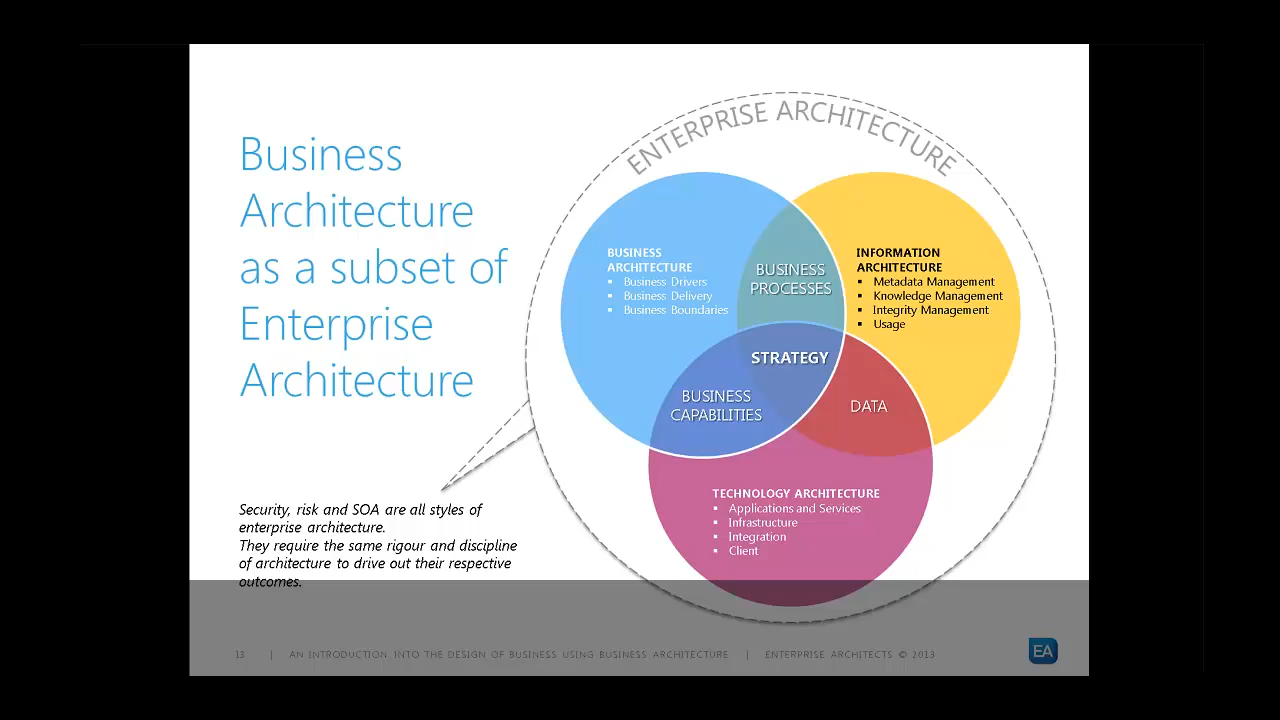 Business
Architecture
as a subset of
Enterprise
Architecture
Security, risk and SOA are all styles of
enterprise architecture.
They require the same rigour and discipline
of architecture to drive out their respective
outcomes.
ENTERPRISE ARCHITECTURE
BUSINESS
ARCHITECTURE
▪ Business Drivers
▪ Business Delivery
▪ Business Boundaries
BUSINESS
PROCESSES
INFORMATION
ARCHITECTURE
▪ Metadata Management
▪ Knowledge Management
▪ Integrity Management
▪ Usage
STRATEGY
BUSINESS
CAPABILITIES
DATA
TECHNOLOGY ARCHITECTURE
▪ Applications and Services
▪ Infrastructure
▪ Integration
▪ Client
13 | AN INTRODUCTION INTO THE DESIGN OF BUSINESS USING BUSINESS ARCHITECTURE | ENTERPRISE ARCHITECTS © 2013
EA